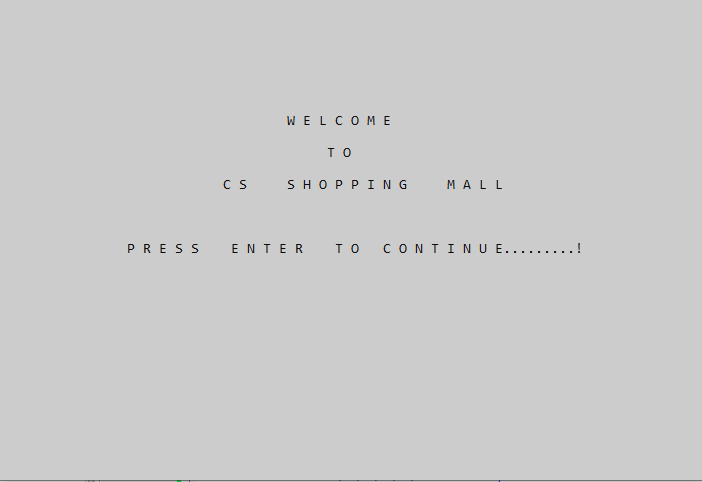 W E L C O M E
T O
C S   S H O P P I N G   M A L L
P R E S S   E N T E R   T O   C O N T I N U E.........!